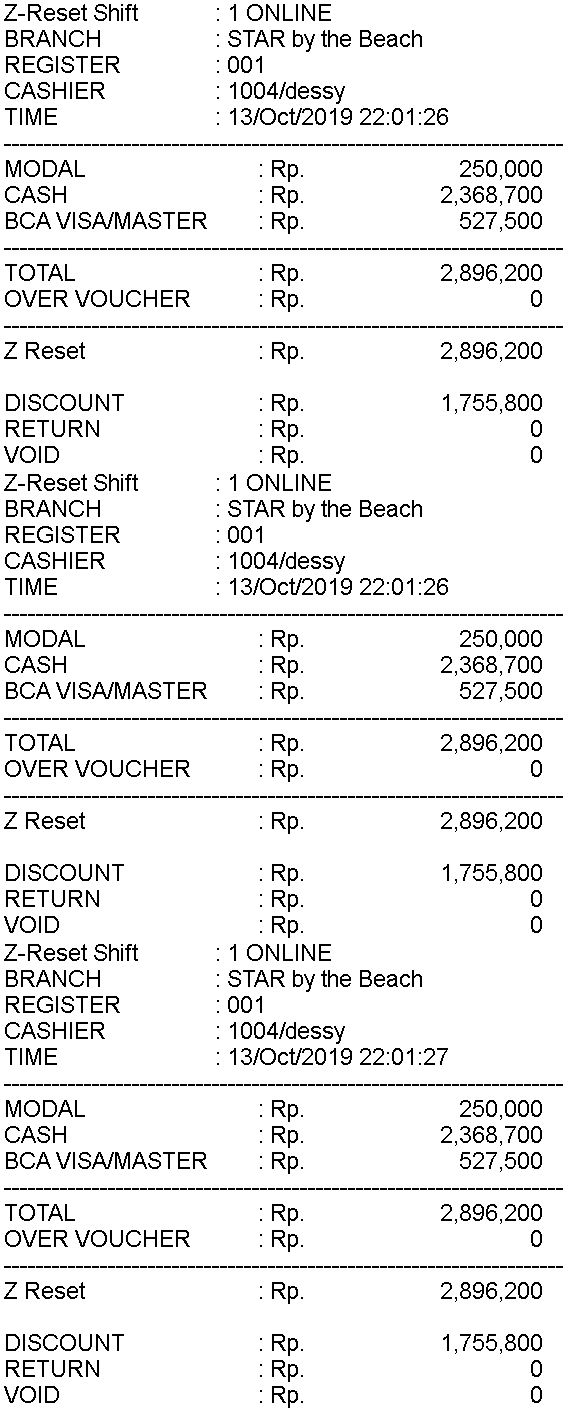 Z-Reset Shift : 1 ONLINE
BRANCH : STAR by the Beach
REGISTER : 001
CASHIER : 1004/dessy
TIME : 13/Oct/2019 22:01:26
----------------------------------------------------------------------
MODAL : Rp. 250,000
CASH : Rp. 2,368,700
BCA VISA/MASTER : Rp. 527,500
----------------------------------------------------------------------
TOTAL : Rp. 2,896,200
OVER VOUCHER : Rp. 0
----------------------------------------------------------------------
Z Reset : Rp. 2,896,200
DISCOUNT : Rp. 1,755,800
RETURN : Rp. 0
VOID : Rp. 0
Z-Reset Shift : 1 ONLINE
BRANCH : STAR by the Beach
REGISTER : 001
CASHIER : 1004/dessy
TIME : 13/Oct/2019 22:01:26
----------------------------------------------------------------------
MODAL : Rp. 250,000
CASH : Rp. 2,368,700
BCA VISA/MASTER : Rp. 527,500
----------------------------------------------------------------------
TOTAL : Rp. 2,896,200
OVER VOUCHER : Rp. 0
----------------------------------------------------------------------
Z Reset : Rp. 2,896,200
DISCOUNT : Rp. 1,755,800
RETURN : Rp. 0
VOID : Rp. 0
Z-Reset Shift : 1 ONLINE
BRANCH : STAR by the Beach
REGISTER : 001
CASHIER : 1004/dessy
TIME : 13/Oct/2019 22:01:27
----------------------------------------------------------------------
MODAL : Rp. 250,000
CASH : Rp. 2,368,700
BCA VISA/MASTER : Rp. 527,500
----------------------------------------------------------------------
TOTAL : Rp. 2,896,200
OVER VOUCHER : Rp. 0
----------------------------------------------------------------------
Z Reset : Rp. 2,896,200
DISCOUNT : Rp. 1,755,800
RETURN : Rp. 0
VOID : Rp. 0